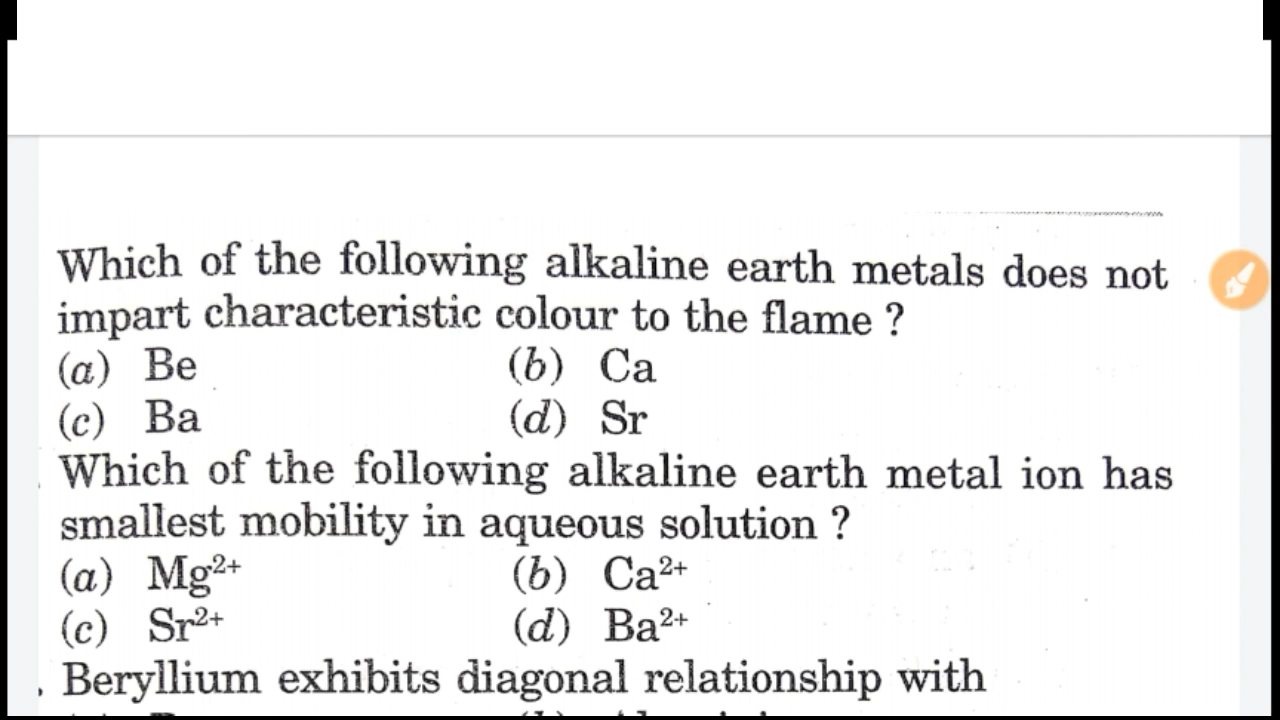 Which of the following alkaline earth metals does not
impart characteristic colour to the flame ?
(a) Be (b) Ca
(c) Ba (d) Sr
Which of the following alkaline earth metal ion has
smallest mobility in aqueous solution ?
(a) Mg²⁺ (b) Ca²⁺
(c) Sr²⁺ (d) Ba²⁺
. Beryllium exhibits diagonal relationship with